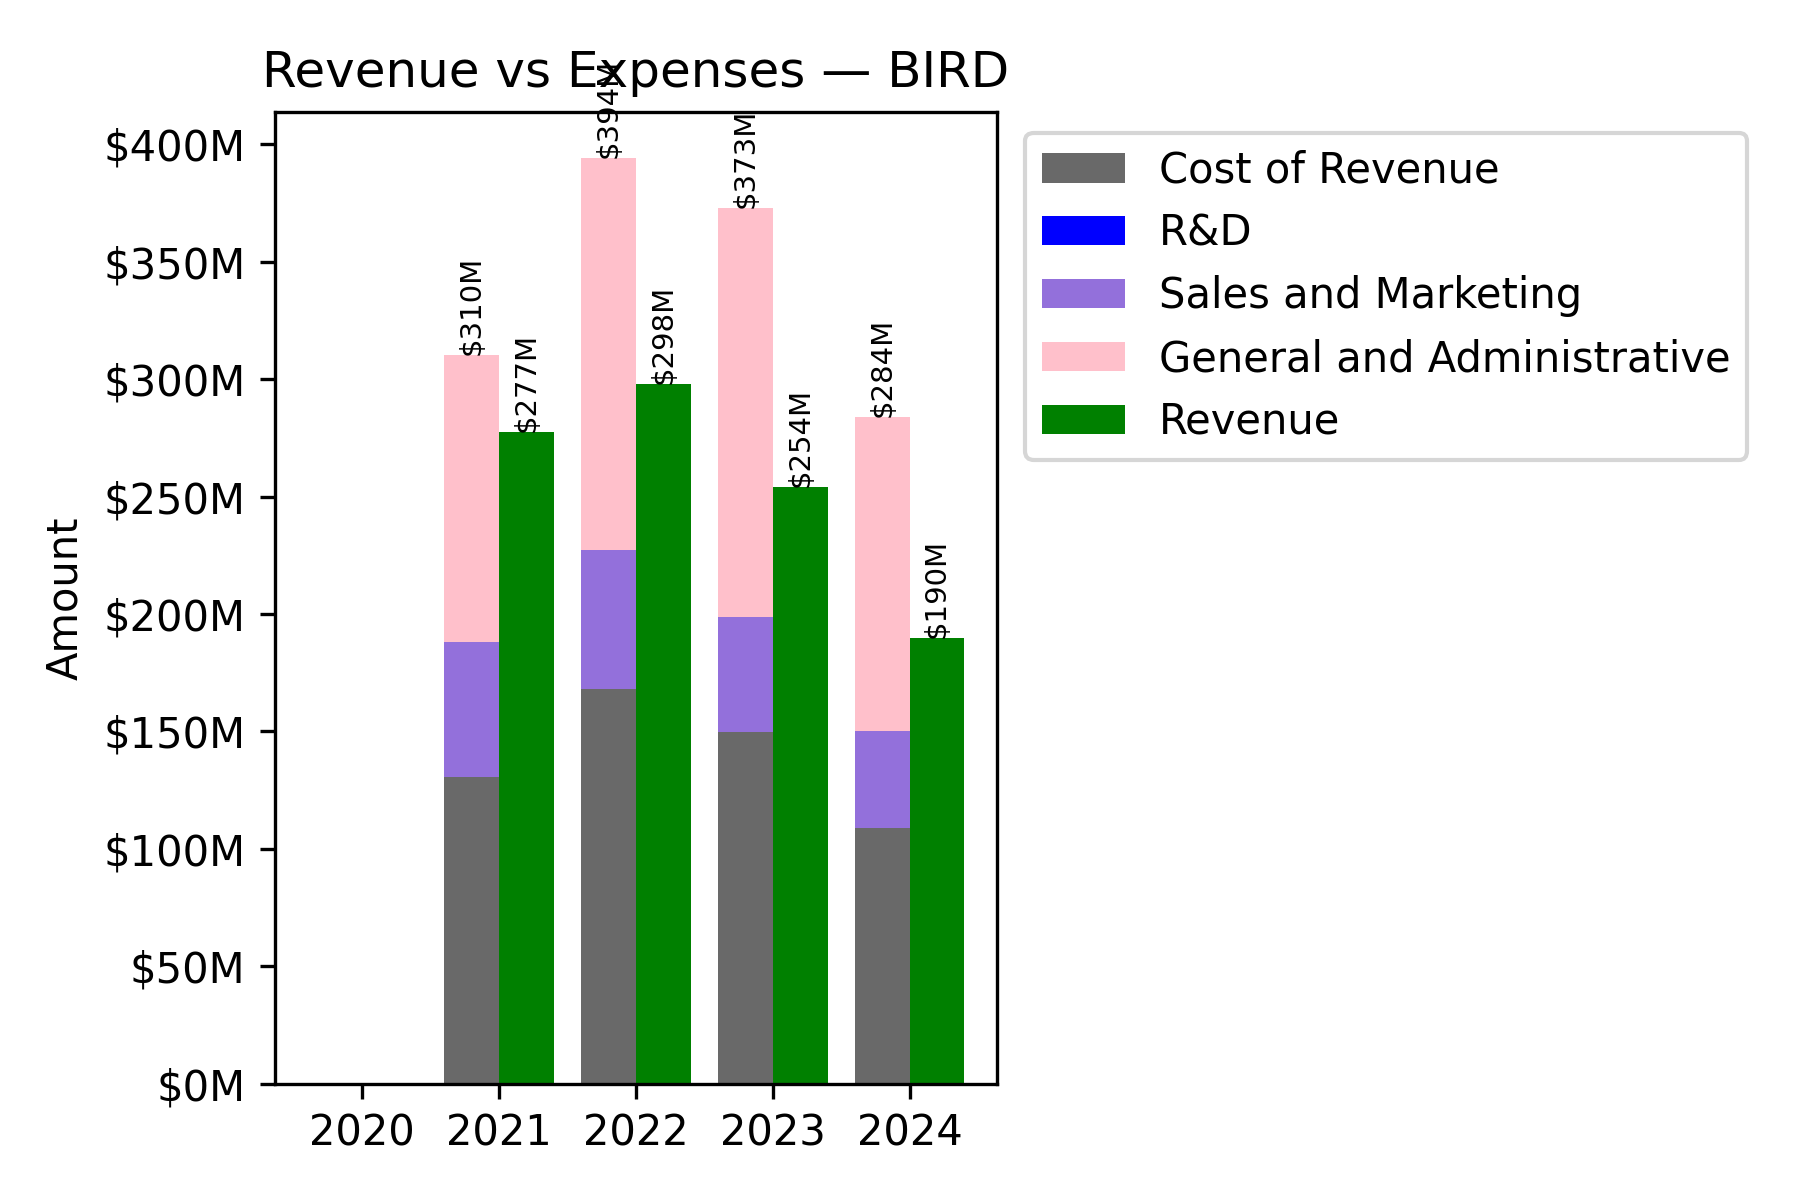 Revenue vs Expenses — BIRD
$394M
$373M
$310M
$298M
$277M
$284M
$254M
$190M
$400M
$350M
$300M
$250M
$200M
$150M
$100M
$50M
$0M
Amount
2020 2021 2022 2023 2024
Cost of Revenue
R&D
Sales and Marketing
General and Administrative
Revenue